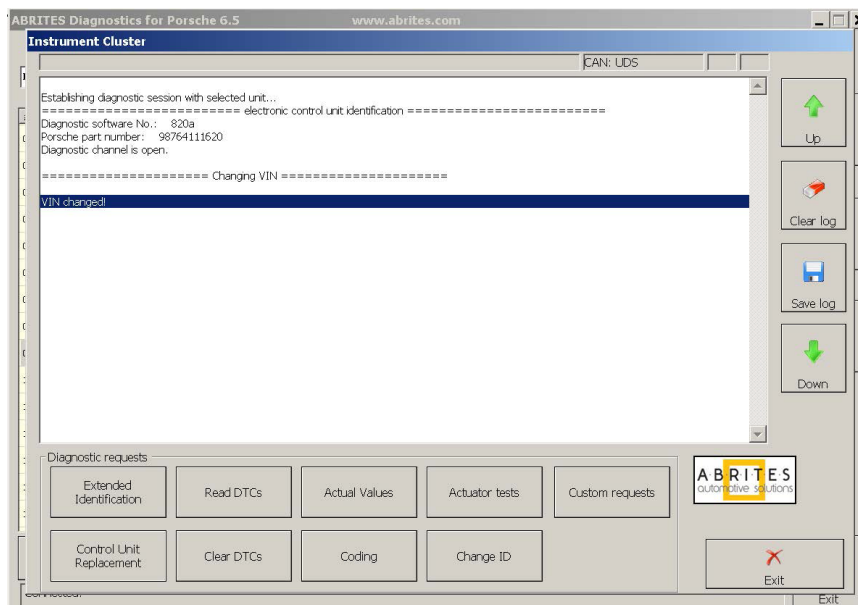 ABRITES Diagnostics for Porsche 6.5 www.abrites.com
Instrument Cluster
CAN: UDS
Establishing diagnostic session with selected unit...
======================== electronic control unit identification ========================
Diagnostic software No.: 820a
Porsche part number: 98764111620
Diagnostic channel is open.
==================== Changing VIN ====================
VIN changed!
Up
Clear log
Save log
Down
Diagnostic requests
Extended
Identification
Read DTCs
Actual Values
Actuator tests
Custom requests
Control Unit
Replacement
Clear DTCs
Coding
Change ID
A·B·R·I·T·E·S
automotive solutions
Exit
Exit